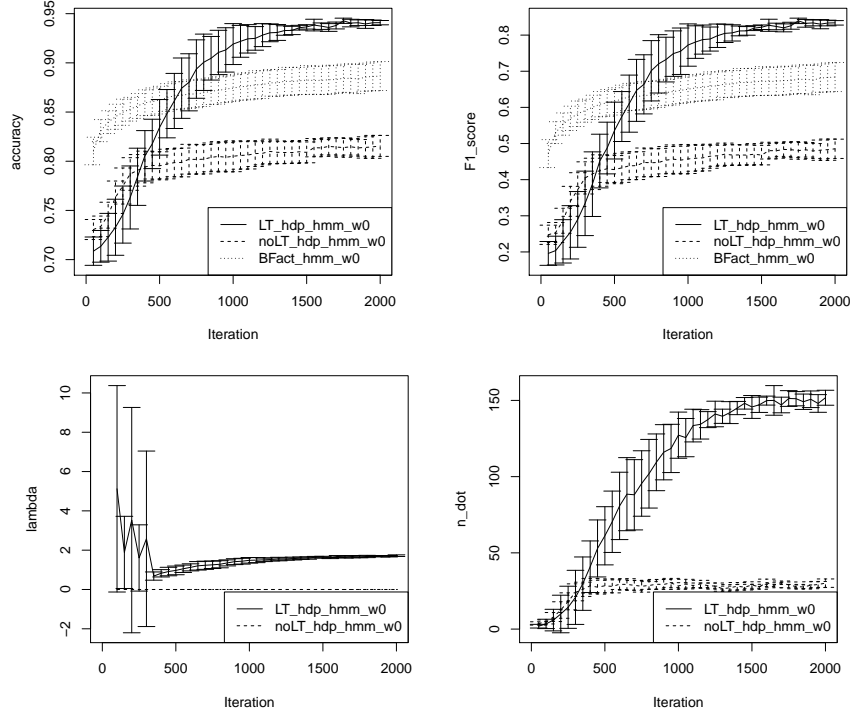 accuracy
0.70
0.75
0.80
0.85
0.90
0.95
0
500
1000
1500
2000
Iteration
LT_hdp_hmm_w0
noLT_hdp_hmm_w0
BFact_hmm_w0
F1_score
0.2
0.3
0.4
0.5
0.6
0.7
0.8
0
500
1000
1500
2000
Iteration
LT_hdp_hmm_w0
noLT_hdp_hmm_w0
BFact_hmm_w0
lambda
−2
0
2
4
6
8
10
0
500
1000
1500
2000
Iteration
LT_hdp_hmm_w0
noLT_hdp_hmm_w0
n_dot
0
50
100
150
0
500
1000
1500
2000
Iteration
LT_hdp_hmm_w0
noLT_hdp_hmm_w0